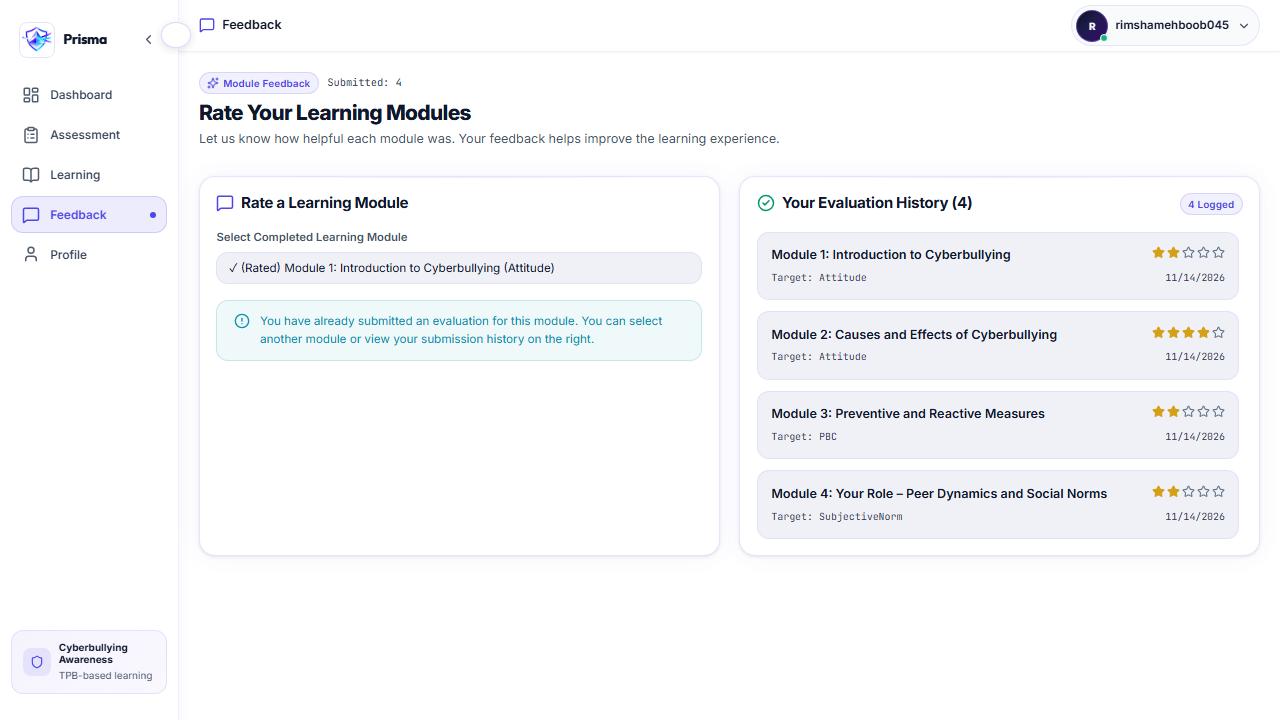 Prisma
Dashboard
Assessment
Learning
Feedback
Profile
Cyberbullying
Awareness
TPB-based learning
Feedback
R
rimshamehboob045
Module Feedback
Submitted: 4
Rate Your Learning Modules
Let us know how helpful each module was. Your feedback helps improve the learning experience.
Rate a Learning Module
Select Completed Learning Module
✓ (Rated) Module 1: Introduction to Cyberbullying (Attitude)
You have already submitted an evaluation for this module. You can select
another module or view your submission history on the right.
Your Evaluation History (4)
4 Logged
Module 1: Introduction to Cyberbullying
Target: Attitude
11/14/2026
Module 2: Causes and Effects of Cyberbullying
Target: Attitude
11/14/2026
Module 3: Preventive and Reactive Measures
Target: PBC
11/14/2026
Module 4: Your Role – Peer Dynamics and Social Norms
Target: SubjectiveNorm
11/14/2026